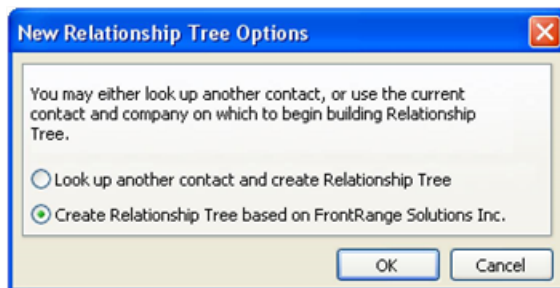 New Relationship Tree Options
You may either look up another contact, or use the current
contact and company on which to begin building Relationship
Tree.
Look up another contact and create Relationship Tree
Create Relationship Tree based on FrontRange Solutions Inc.
OK Cancel